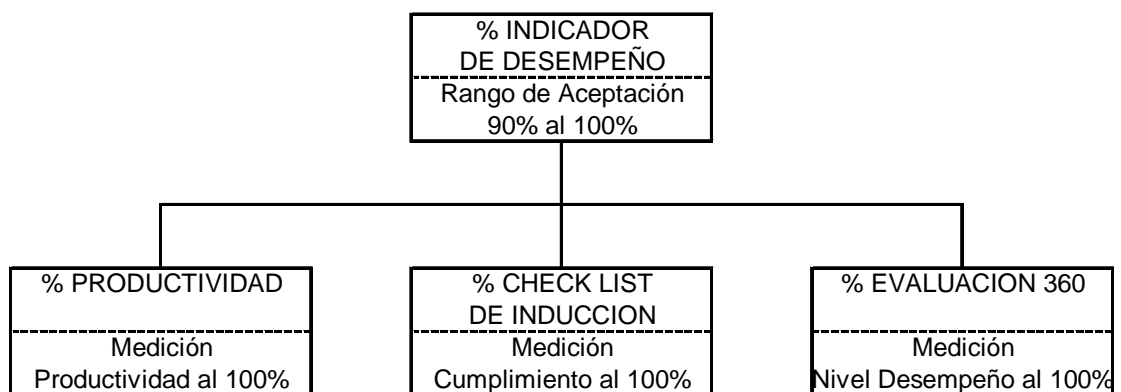 % INDICADOR
DE DESEMPEÑO
Rango de Aceptación
90% al 100%
% PRODUCTIVIDAD
Medición
Productividad al 100%
% CHECK LIST
DE INDUCCION
Medición
Cumplimiento al 100%
% EVALUACION 360
Medición
Nivel Desempeño al 100%